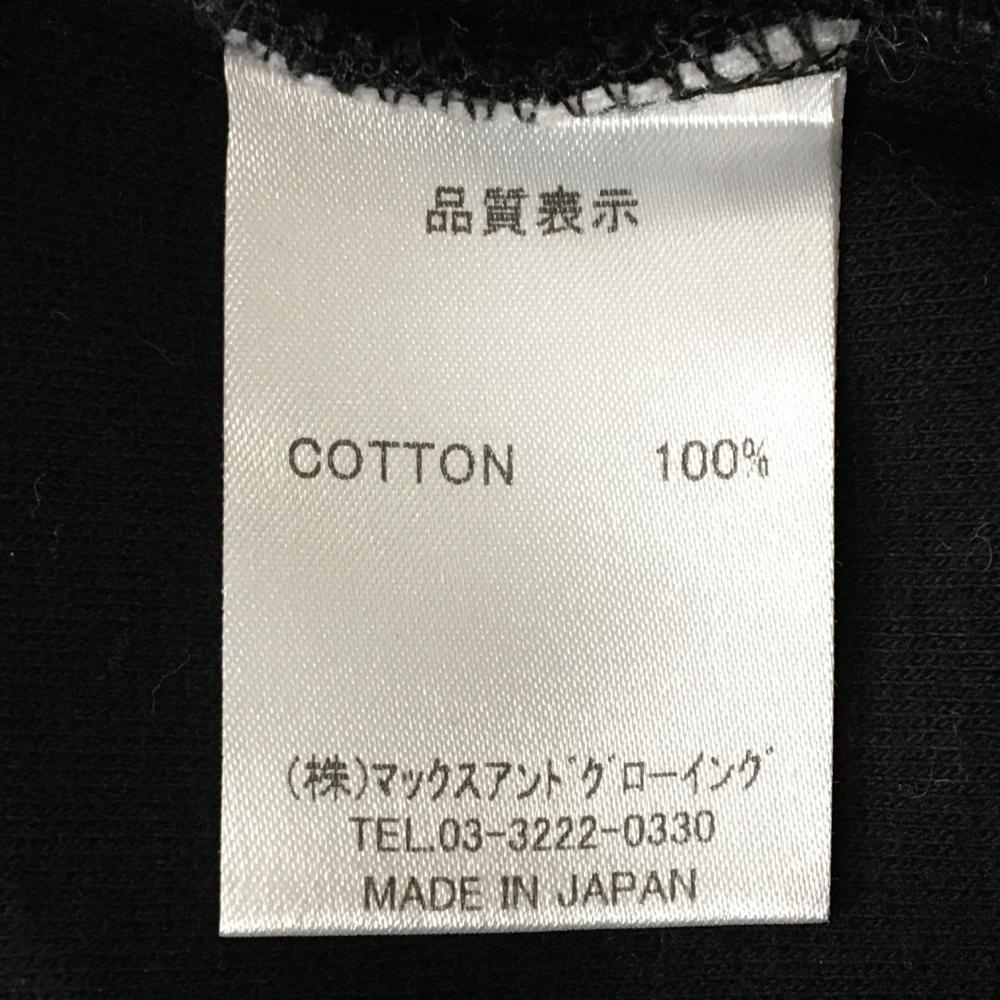 品質表示
COTTON 100%
(株)マックスアンドグローイング
TEL.03-3222-0330
MADE IN JAPAN